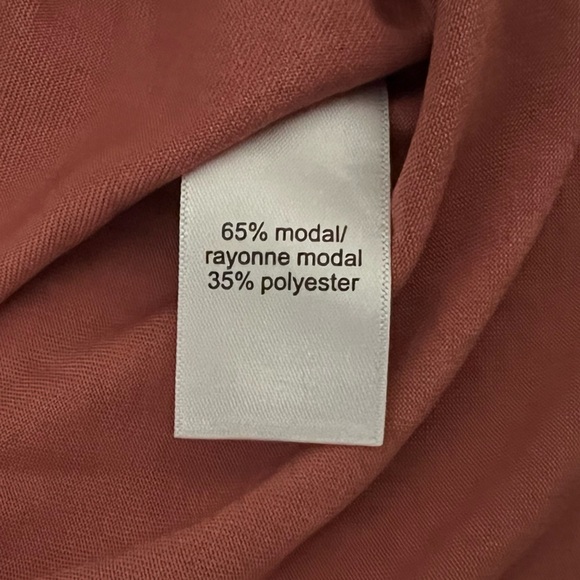 65% modal/
rayonne modal
35% polyester